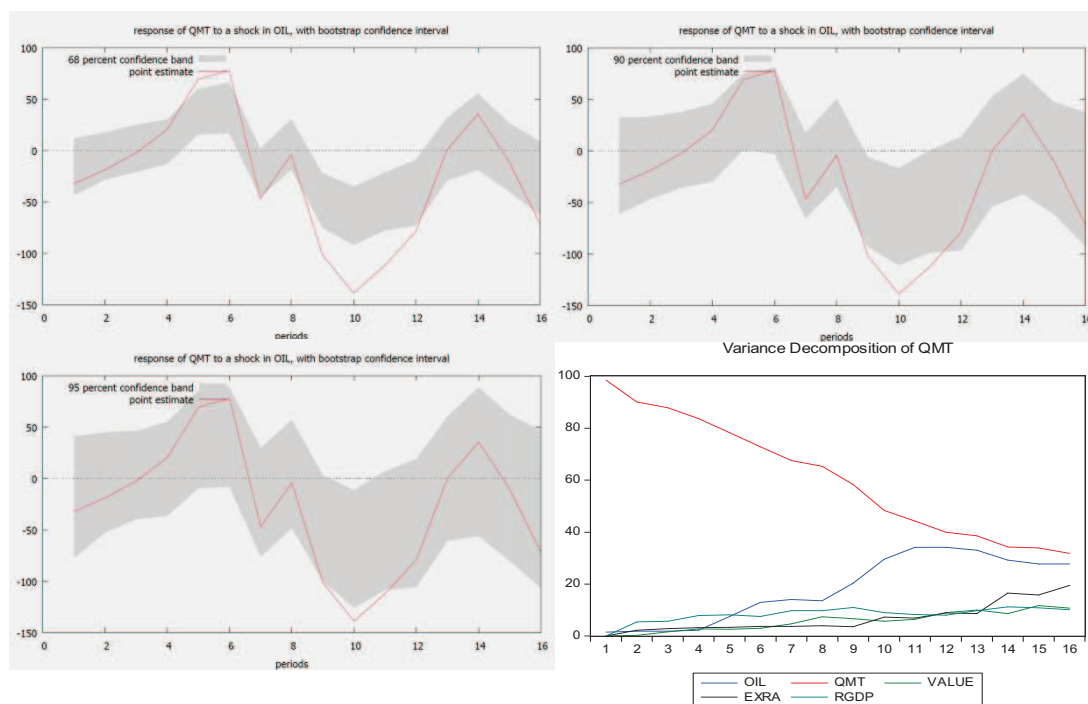 response of QMT to a shock in OIL, with bootstrap confidence interval
68 percent confidence band
point estimate
100
50
0
-50
-100
-150
0 2 4 6 8 10 12 14 16
periods
response of QMT to a shock in OIL, with bootstrap confidence interval
90 percent confidence band
point estimate
100
50
0
-50
-100
-150
0 2 4 6 8 10 12 14 16
periods
response of QMT to a shock in OIL, with bootstrap confidence interval
95 percent confidence band
point estimate
100
50
0
-50
-100
-150
0 2 4 6 8 10 12 14 16
periods
Variance Decomposition of QMT
100
80
60
40
20
0
1 2 3 4 5 6 7 8 9 10 11 12 13 14 15 16
OIL QMT VALUE
EXRA RGDP